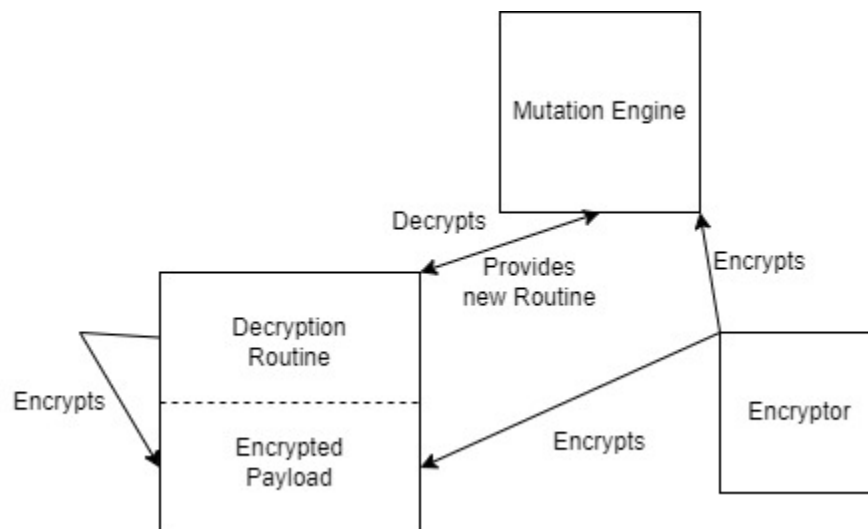 Mutation Engine
Decrypts
Provides
new Routine
Encrypts
Decryption
Routine
Encrypts
Encrypted
Payload
Encrypts
Encryptor